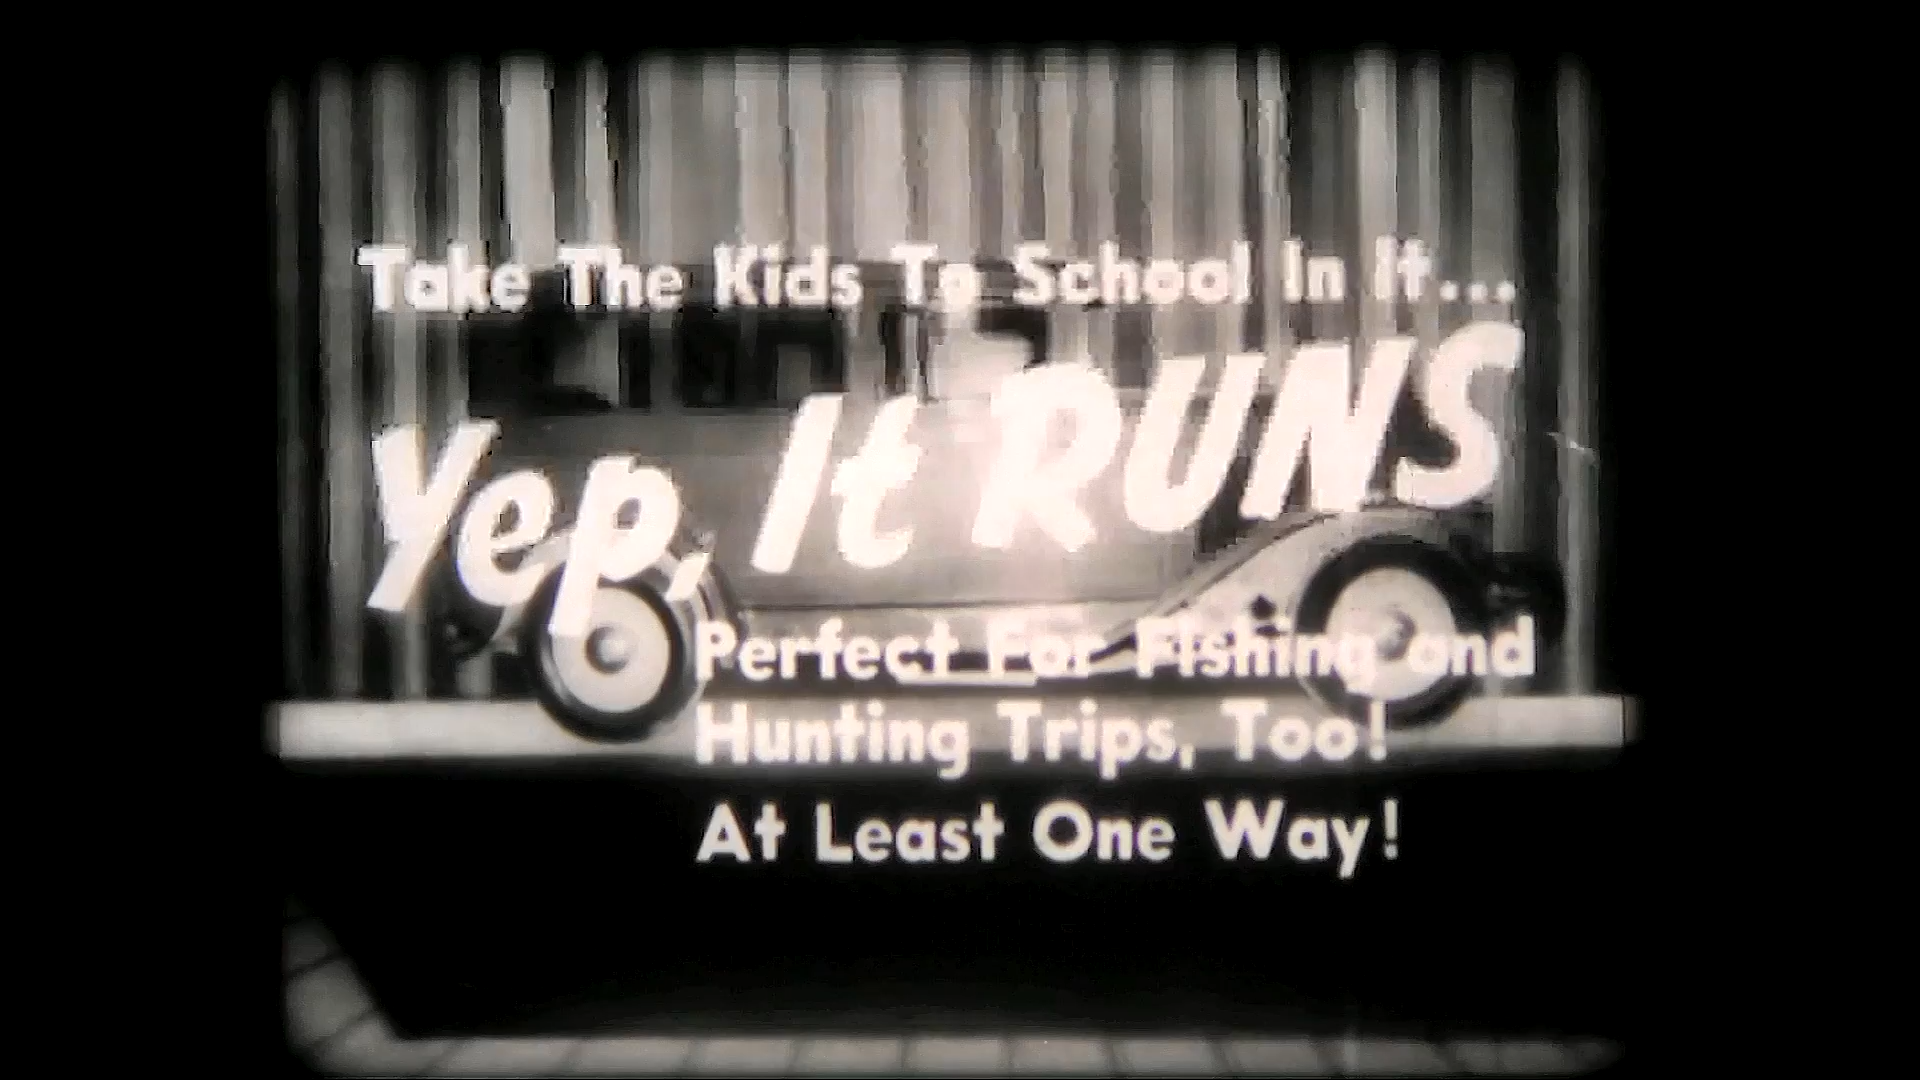 Take The Kids To School In It...
Yep, It RUNS
Perfect For Fishing and
Hunting Trips, Too!
At Least One Way!